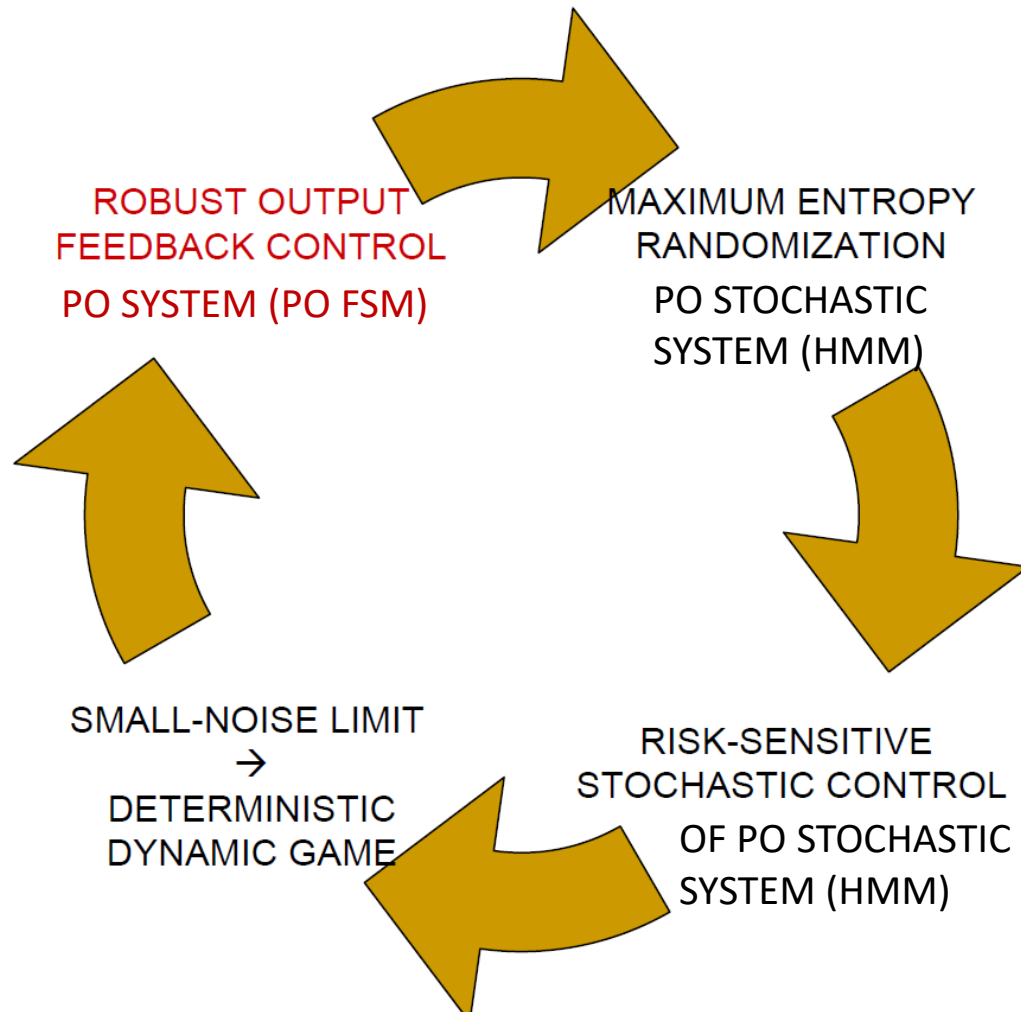 ROBUST OUTPUT
FEEDBACK CONTROL
PO SYSTEM (PO FSM)
MAXIMUM ENTROPY
RANDOMIZATION
PO STOCHASTIC
SYSTEM (HMM)
RISK-SENSITIVE
STOCHASTIC CONTROL
OF PO STOCHASTIC
SYSTEM (HMM)
SMALL-NOISE LIMIT
→
DETERMINISTIC
DYNAMIC GAME